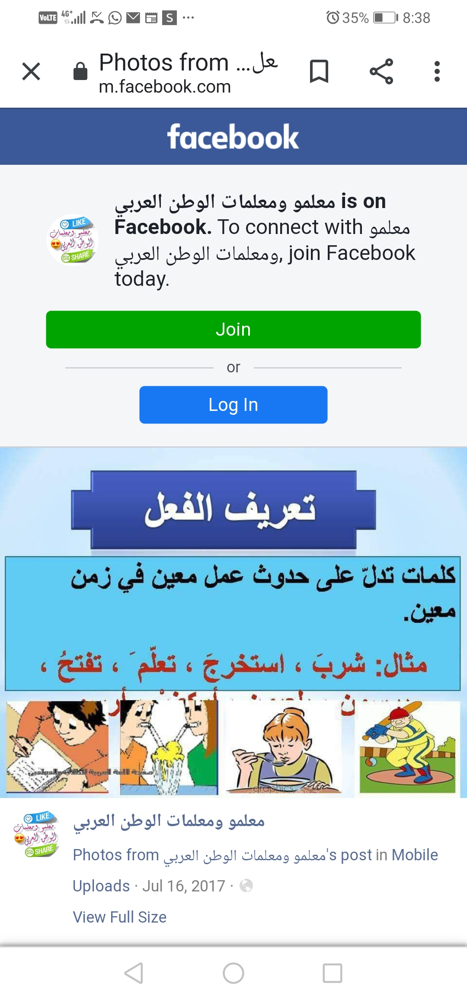 VoLTE 4G+ S ... 35% 8:38
Photos from ...عل
m.facebook.com
facebook
معلمو ومعلمات الوطن العربي is on
Facebook. To connect with معلمو
ومعلمات الوطن العربي, join Facebook
today.
LIKE
معلمو ومعلمات
الوطن العربي
SHARE
Join
or
Log In
تعريف الفعل
كلمات تدلّ على حدوث عمل معين في زمن
معين.
مثال: شربَ ، استخرجَ ، تعلّمَ ، تفتحُ ،
صفحة اللغة العربية
graphics
معلمو ومعلمات الوطن العربي
LIKE
معلمو ومعلمات
الوطن العربي
SHARE
Photos from معلمو ومعلمات الوطن العربي's post in Mobile
Uploads · Jul 16, 2017 ·
View Full Size